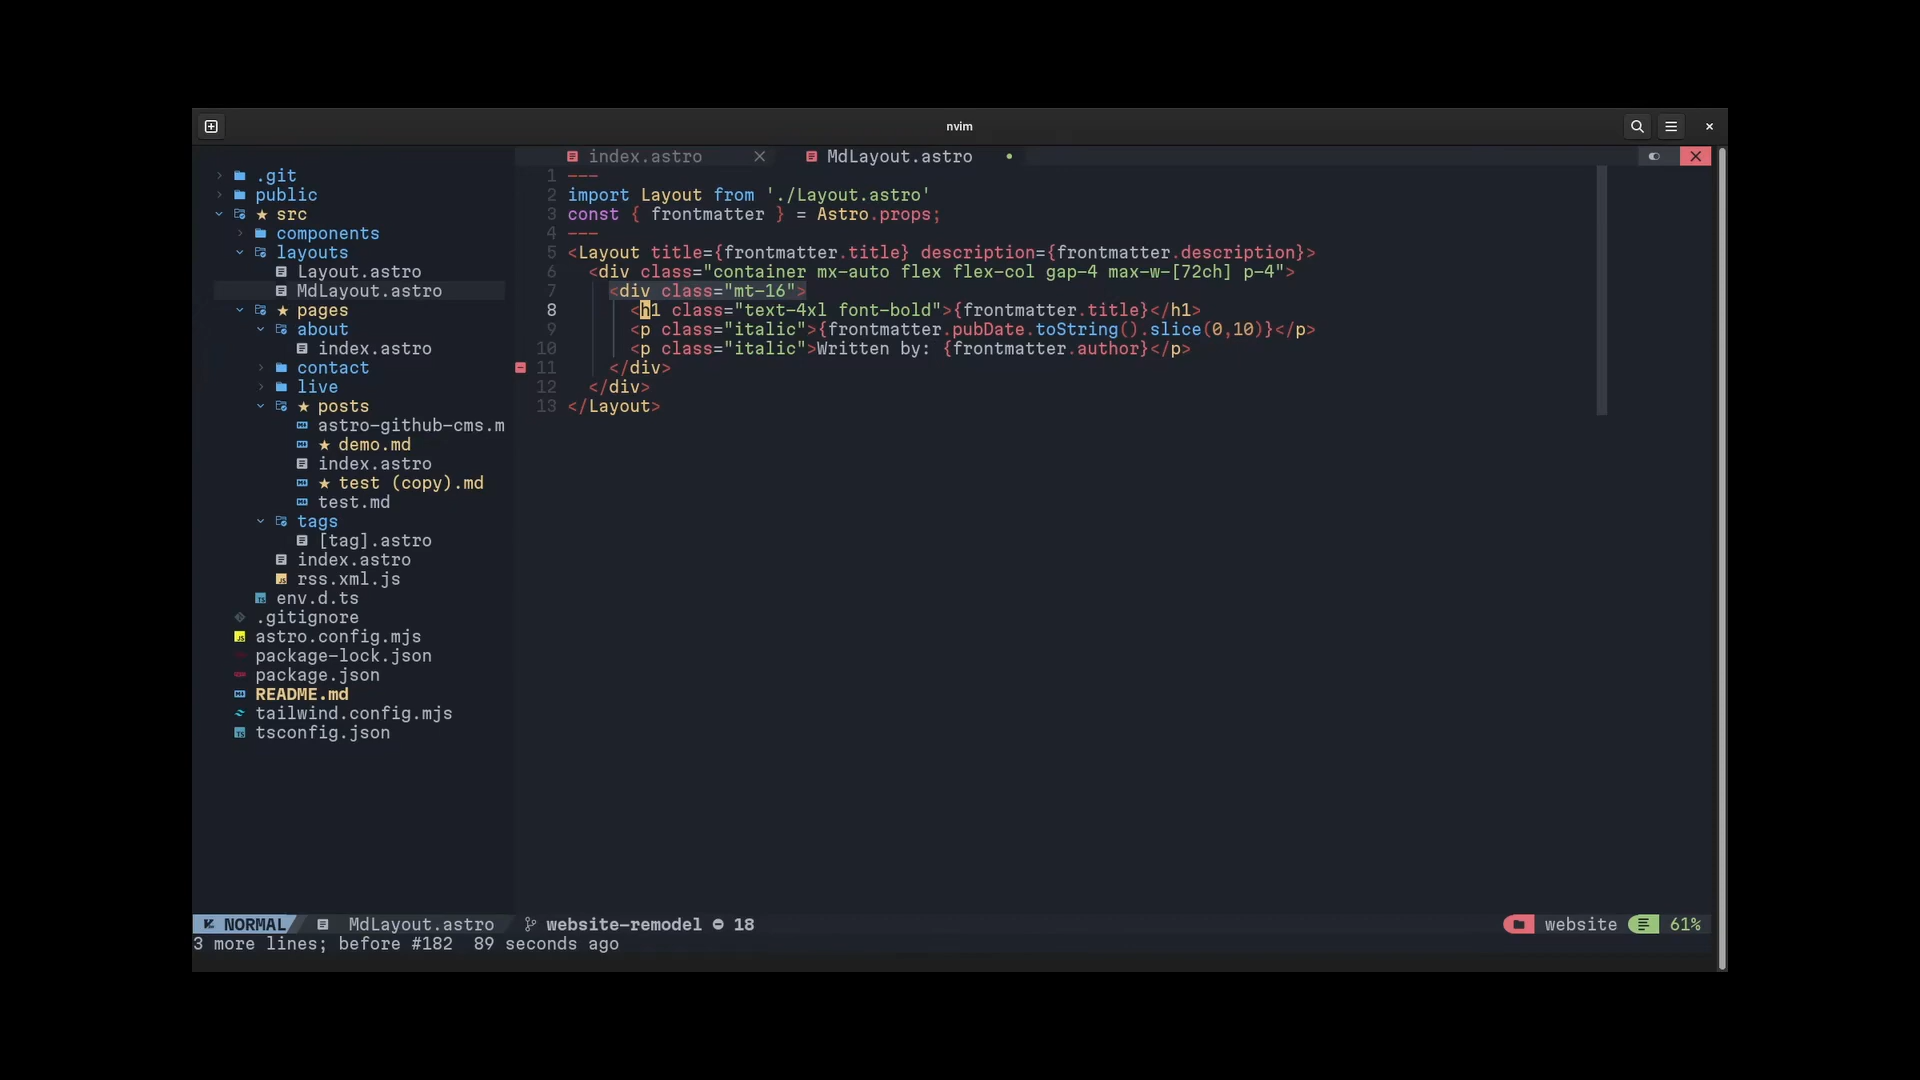 nvim
index.astro
MdLayout.astro
.git
public
src
components
layouts
Layout.astro
MdLayout.astro
pages
about
index.astro
contact
live
posts
astro-github-cms.m
demo.md
index.astro
test (copy).md
test.md
tags
[tag].astro
index.astro
rss.xml.js
env.d.ts
.gitignore
astro.config.mjs
package-lock.json
package.json
README.md
tailwind.config.mjs
tsconfig.json
1 ---
2 import Layout from './Layout.astro'
3 const { frontmatter } = Astro.props;
4 ---
5 <Layout title={frontmatter.title} description={frontmatter.description}>
6 <div class="container mx-auto flex flex-col gap-4 max-w-[72ch] p-4">
7 <div class="mt-16">
8 <h1 class="text-4xl font-bold">{frontmatter.title}</h1>
9 <p class="italic">{frontmatter.pubDate.toString().slice(0,10)}</p>
10 <p class="italic">Written by: {frontmatter.author}</p>
11 </div>
12 </div>
13 </Layout>
NORMAL MdLayout.astro website-remodel 18 website 61%
3 more lines; before #182 89 seconds ago